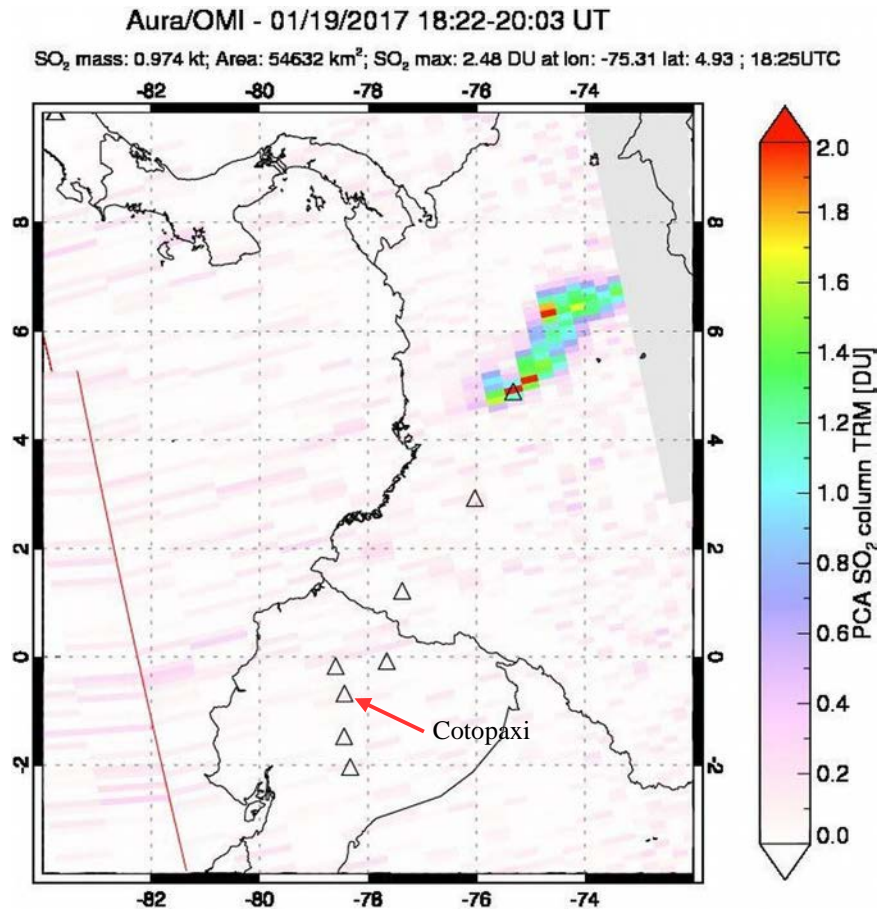 Aura/OMI - 01/19/2017 18:22-20:03 UT
SO₂ mass: 0.974 kt; Area: 54632 km²; SO₂ max: 2.48 DU at lon: -75.31 lat: 4.93 ; 18:25UTC
-82 -80 -78 -76 -74
8 8
6 6
4 4
2 2
0 0
-2 -2
Cotopaxi
-82 -80 -78 -76 -74
2.0
1.8
1.6
1.4
1.2
1.0
0.8
0.6
0.4
0.2
0.0
PCA SO₂ column TRM [DU]